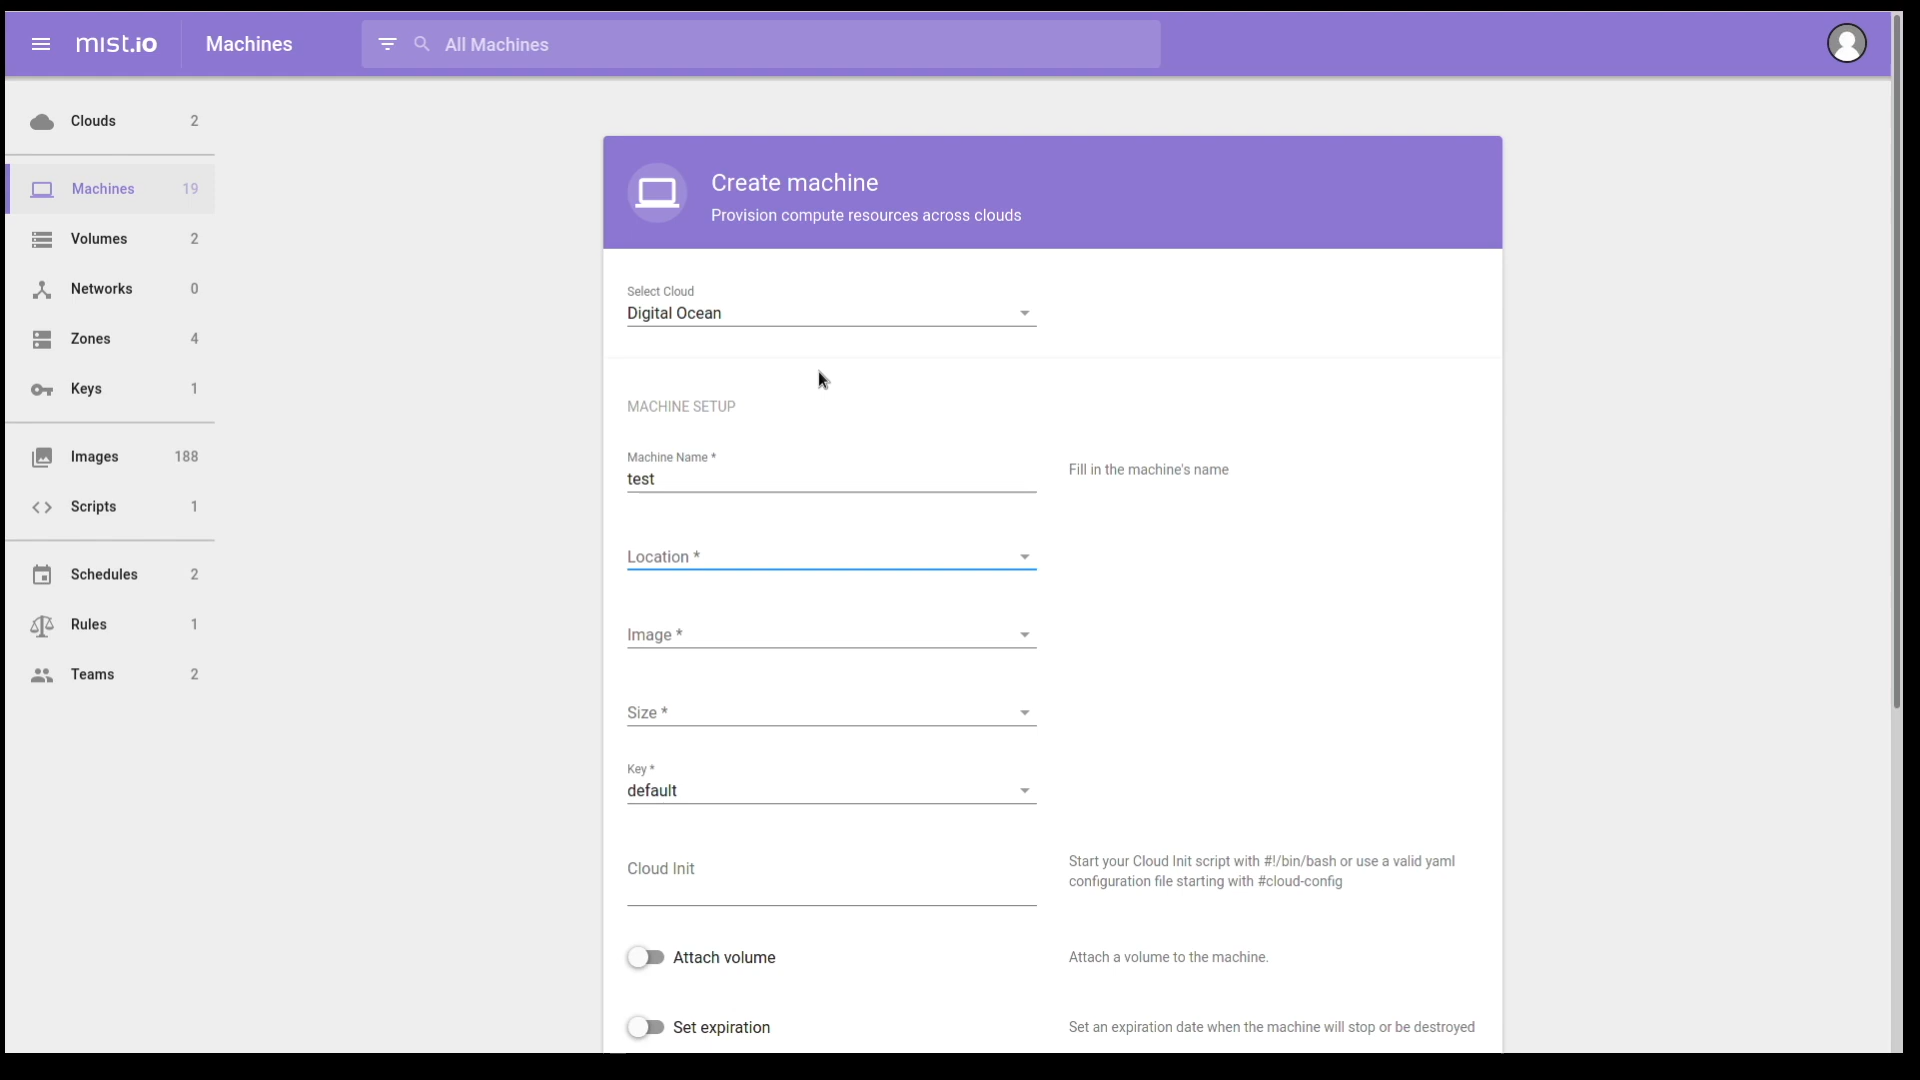 mist.io
Machines
All Machines
Clouds 2
Machines 19
Volumes 2
Networks 0
Zones 4
Keys 1
Images 188
Scripts 1
Schedules 2
Rules 1
Teams 2
Create machine
Provision compute resources across clouds
Select Cloud
Digital Ocean
MACHINE SETUP
Machine Name *
test
Fill in the machine's name
Location *
Image *
Size *
Key *
default
Cloud Init
Start your Cloud Init script with #!/bin/bash or use a valid yaml
configuration file starting with #cloud-config
Attach volume
Attach a volume to the machine.
Set expiration
Set an expiration date when the machine will stop or be destroyed